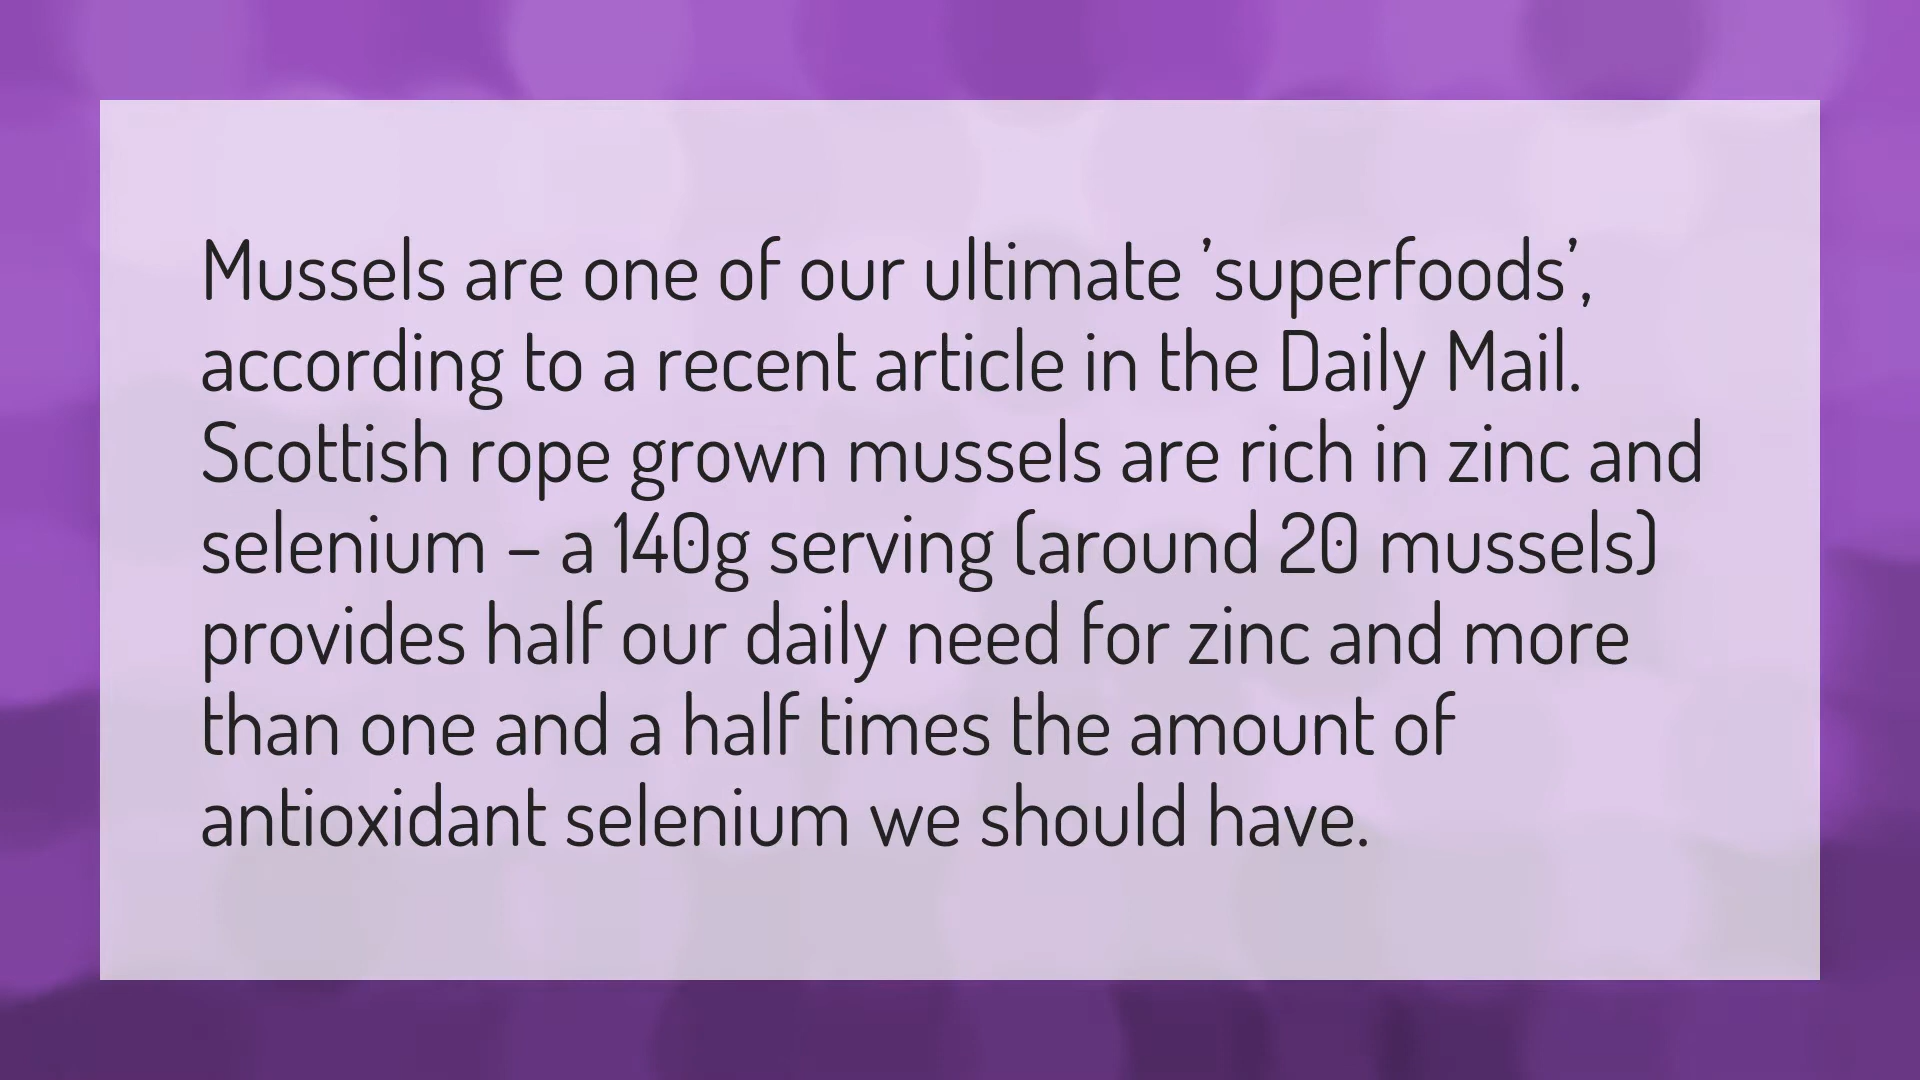 Mussels are one of our ultimate ’superfoods’,
according to a recent article in the Daily Mail.
Scottish rope grown mussels are rich in zinc and
selenium – a 140g serving (around 20 mussels)
provides half our daily need for zinc and more
than one and a half times the amount of
antioxidant selenium we should have.